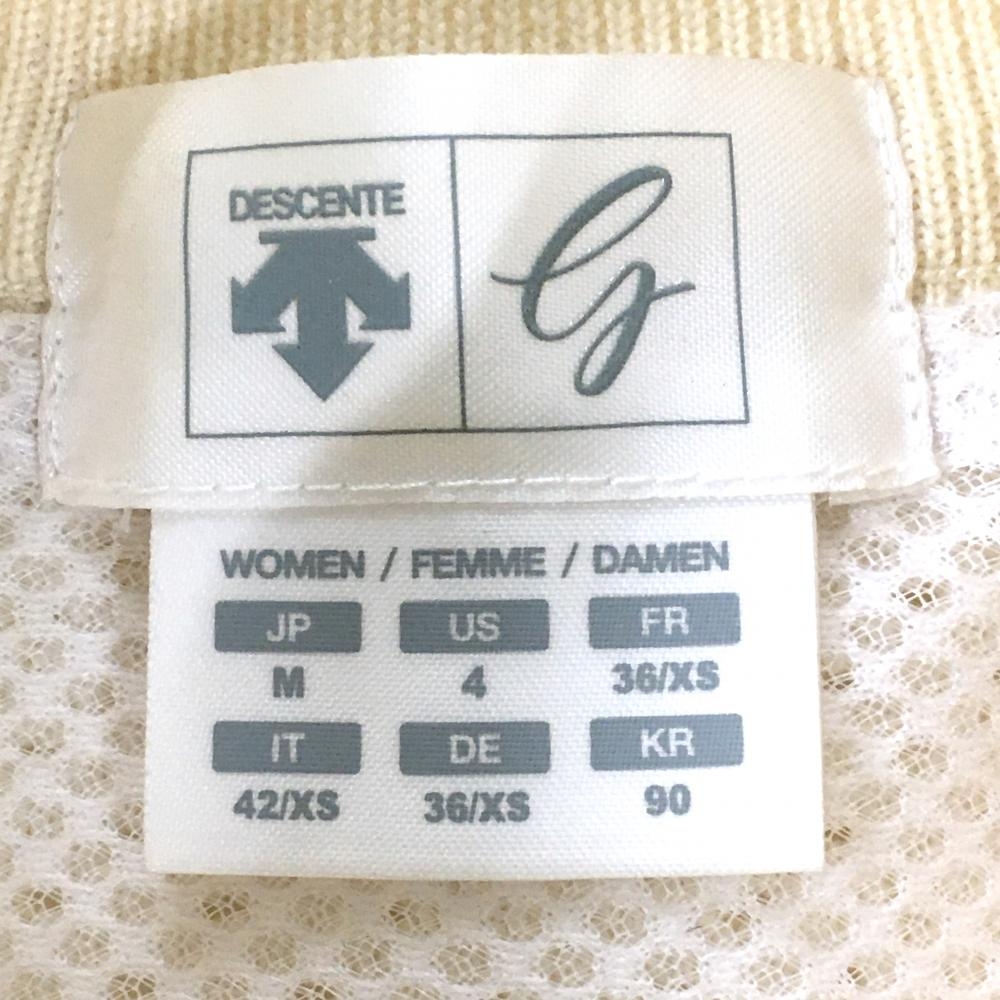 DESCENTE
WOMEN / FEMME / DAMEN
JP US FR
M 4 36/XS
IT DE KR
42/XS 36/XS 90